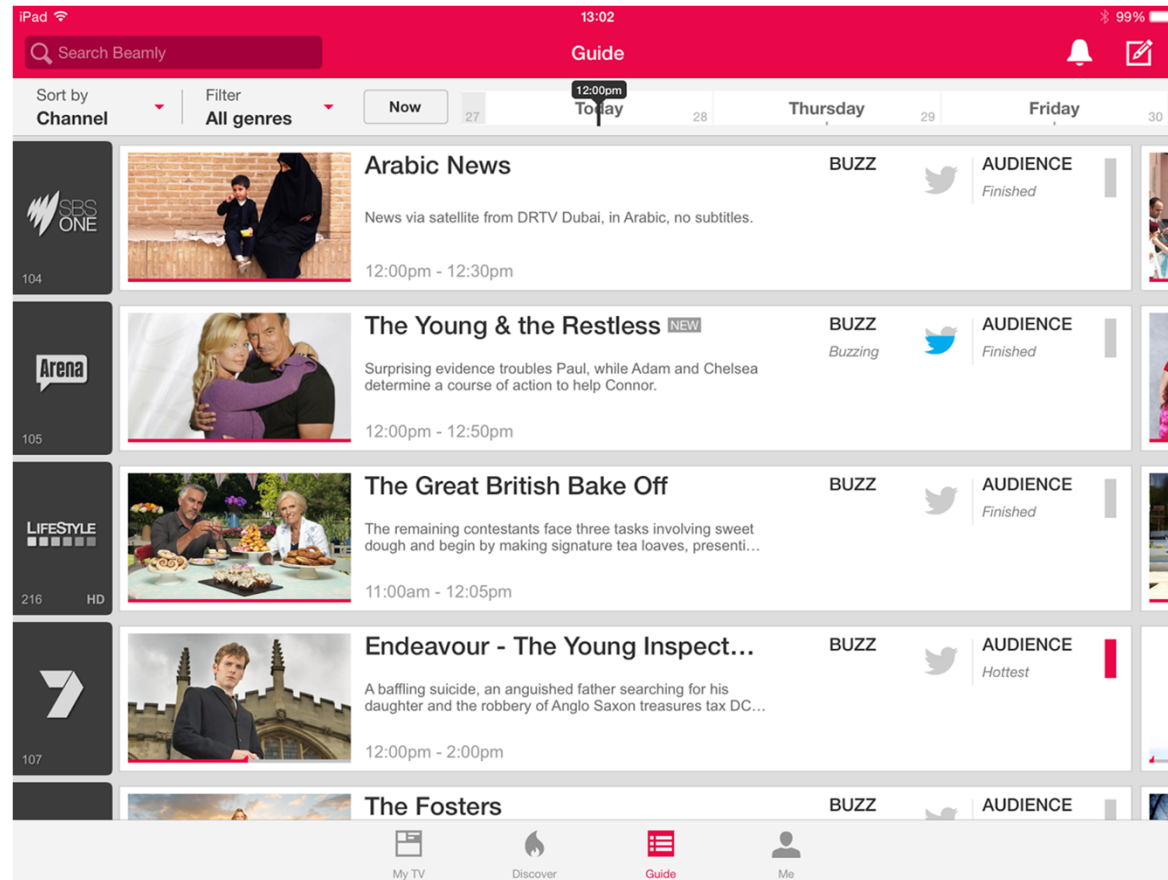 iPad 13:02 99%
Search Beamly Guide
Sort by Filter 12:00pm
Channel All genres Now 27 Today 28 Thursday 29 Friday 30
SBS
ONE
104
Arabic News BUZZ AUDIENCE
Finished
News via satellite from DRTV Dubai, in Arabic, no subtitles.
12:00pm - 12:30pm
Arena
105
The Young & the Restless NEW BUZZ AUDIENCE
Buzzing Finished
Surprising evidence troubles Paul, while Adam and Chelsea
determine a course of action to help Connor.
12:00pm - 12:50pm
LIFESTYLE
216 HD
The Great British Bake Off BUZZ AUDIENCE
Finished
The remaining contestants face three tasks involving sweet
dough and begin by making signature tea loaves, presenti...
11:00am - 12:05pm
7
107
Endeavour - The Young Inspect... BUZZ AUDIENCE
Hottest
A baffling suicide, an anguished father searching for his
daughter and the robbery of Anglo Saxon treasures tax DC...
12:00pm - 2:00pm
The Fosters BUZZ AUDIENCE
My TV Discover Guide Me